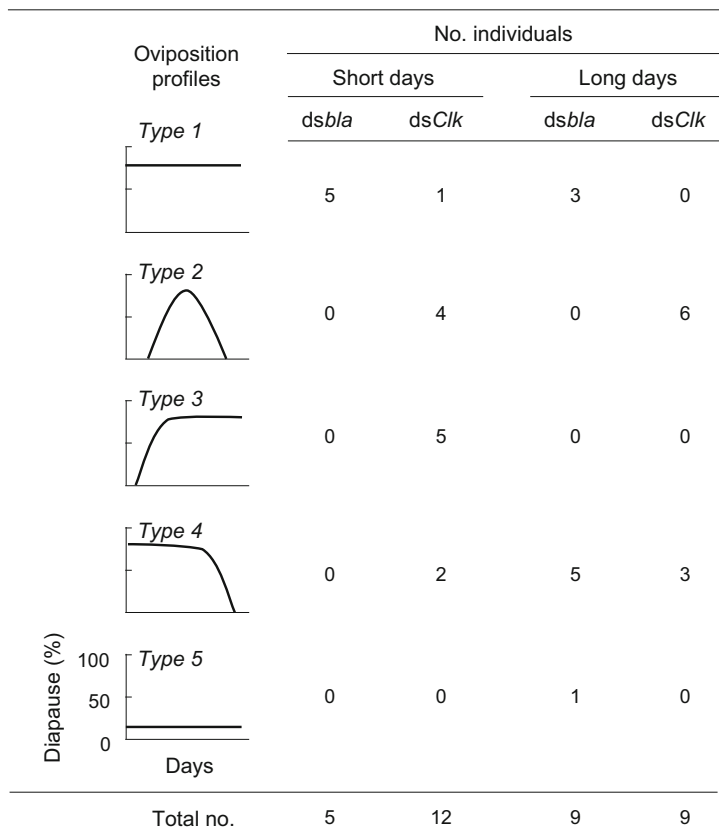 No. individuals
Oviposition
profiles
Short days Long days
dsbla dsClk dsbla dsClk
Type 1
5 1 3 0
Type 2
0 4 0 6
Type 3
0 5 0 0
Type 4
0 2 5 3
Diapause (%)
100
50
0
Type 5
0 0 1 0
Days
Total no. 5 12 9 9